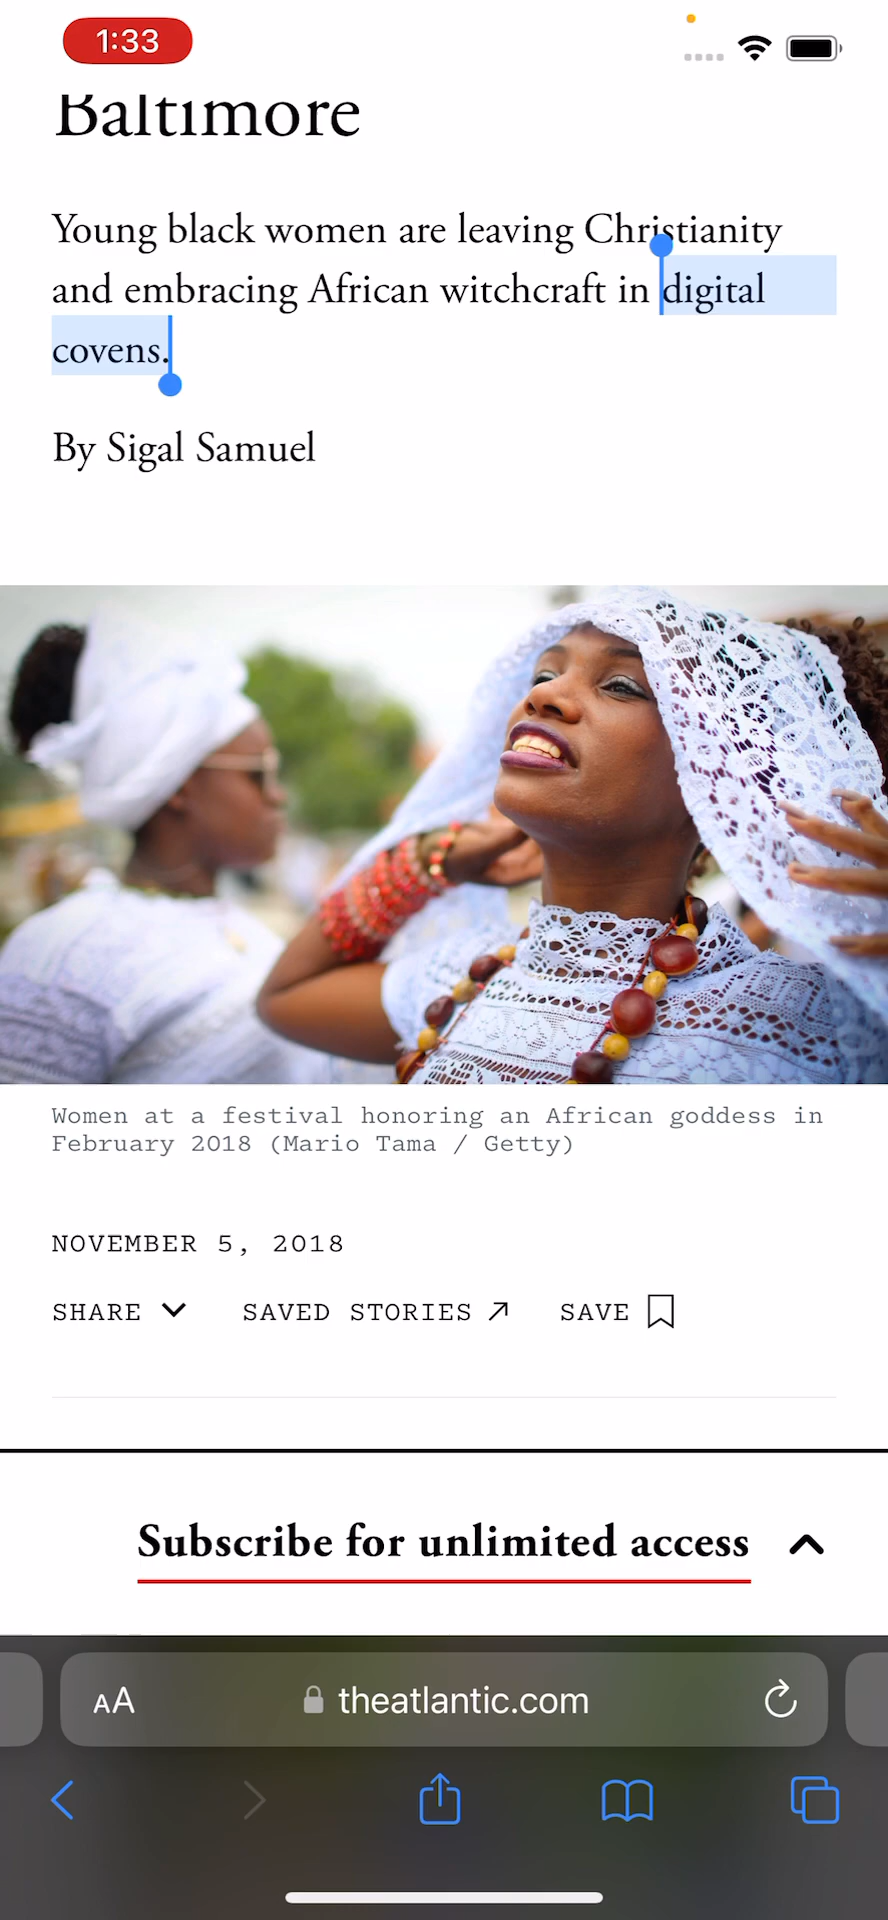 1:33
Baltimore
Young black women are leaving Christianity
and embracing African witchcraft in digital
covens.
By Sigal Samuel
Women at a festival honoring an African goddess in
February 2018 (Mario Tama / Getty)
NOVEMBER 5, 2018
SHARE SAVED STORIES SAVE
Subscribe for unlimited access
AA theatlantic.com